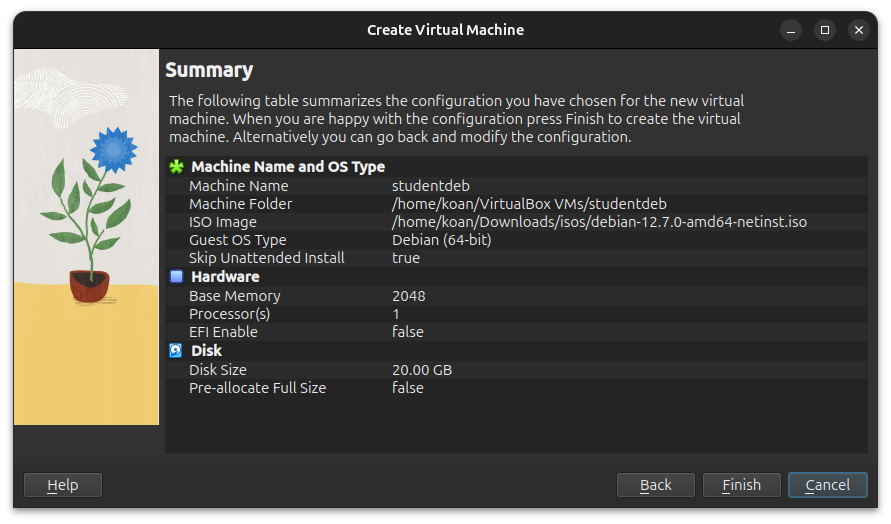 Create Virtual Machine
Summary
The following table summarizes the configuration you have chosen for the new virtual
machine. When you are happy with the configuration press Finish to create the virtual
machine. Alternatively you can go back and modify the configuration.
Machine Name and OS Type
Machine Name studentdeb
Machine Folder /home/koan/VirtualBox VMs/studentdeb
ISO Image /home/koan/Downloads/isos/debian-12.7.0-amd64-netinst.iso
Guest OS Type Debian (64-bit)
Skip Unattended Install true
Hardware
Base Memory 2048
Processor(s) 1
EFI Enable false
Disk
Disk Size 20.00 GB
Pre-allocate Full Size false
Help Back Finish Cancel